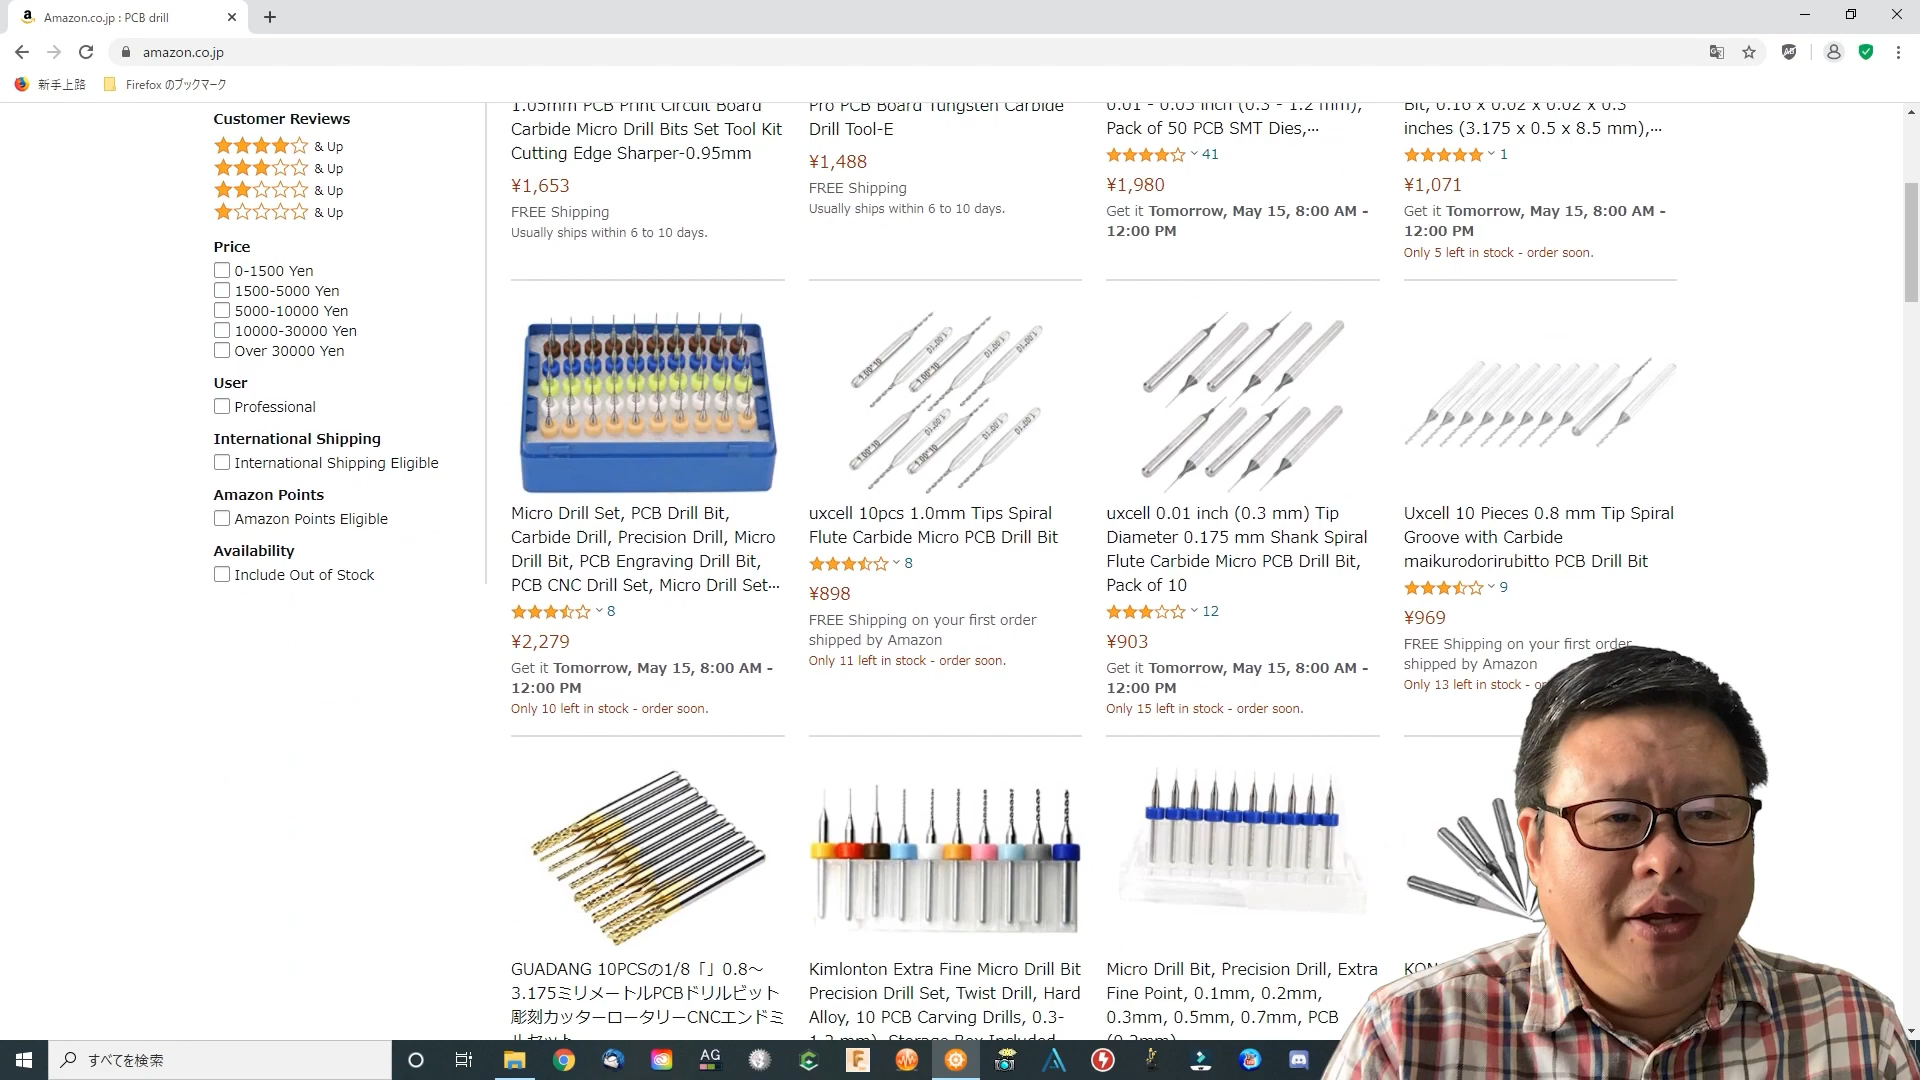 Amazon.co.jp : PCB drill
amazon.co.jp
新手上路
Firefox のブックマーク
Customer Reviews
& Up
& Up
& Up
& Up
Price
0-1500 Yen
1500-5000 Yen
5000-10000 Yen
10000-30000 Yen
Over 30000 Yen
User
Professional
International Shipping
International Shipping Eligible
Amazon Points
Amazon Points Eligible
Availability
Include Out of Stock
1.05mm PCB Print Circuit Board
Carbide Micro Drill Bits Set Tool Kit
Cutting Edge Sharper-0.95mm
¥1,653
FREE Shipping
Usually ships within 6 to 10 days.
Pro PCB Board Tungsten Carbide
Drill Tool-E
¥1,488
FREE Shipping
Usually ships within 6 to 10 days.
0.01 - 0.05 inch (0.3 - 1.2 mm),
Pack of 50 PCB SMT Dies,…
41
¥1,980
Get it Tomorrow, May 15, 8:00 AM -
12:00 PM
Bit, 0.16 x 0.02 x 0.02 x 0.3
inches (3.175 x 0.5 x 8.5 mm),…
1
¥1,071
Get it Tomorrow, May 15, 8:00 AM -
12:00 PM
Only 5 left in stock - order soon.
Micro Drill Set, PCB Drill Bit,
Carbide Drill, Precision Drill, Micro
Drill Bit, PCB Engraving Drill Bit,
PCB CNC Drill Set, Micro Drill Set…
8
¥2,279
Get it Tomorrow, May 15, 8:00 AM -
12:00 PM
Only 10 left in stock - order soon.
uxcell 10pcs 1.0mm Tips Spiral
Flute Carbide Micro PCB Drill Bit
8
¥898
FREE Shipping on your first order
shipped by Amazon
Only 11 left in stock - order soon.
uxcell 0.01 inch (0.3 mm) Tip
Diameter 0.175 mm Shank Spiral
Flute Carbide Micro PCB Drill Bit,
Pack of 10
12
¥903
Get it Tomorrow, May 15, 8:00 AM -
12:00 PM
Only 15 left in stock - order soon.
Uxcell 10 Pieces 0.8 mm Tip Spiral
Groove with Carbide
maikurodorirubitto PCB Drill Bit
9
¥969
FREE Shipping on your first order
shipped by Amazon
Only 13 left in stock - or
GUADANG 10PCSの1/8「」0.8～
3.175ミリメートルPCBドリルビット
彫刻カッターロータリーCNCエンドミ
ルセット
Kimlonton Extra Fine Micro Drill Bit
Precision Drill Set, Twist Drill, Hard
Alloy, 10 PCB Carving Drills, 0.3-
1.2 mm), Storage Box Included
Micro Drill Bit, Precision Drill, Extra
Fine Point, 0.1mm, 0.2mm,
0.3mm, 0.5mm, 0.7mm, PCB
(0.2mm)
すべてを検索
AG